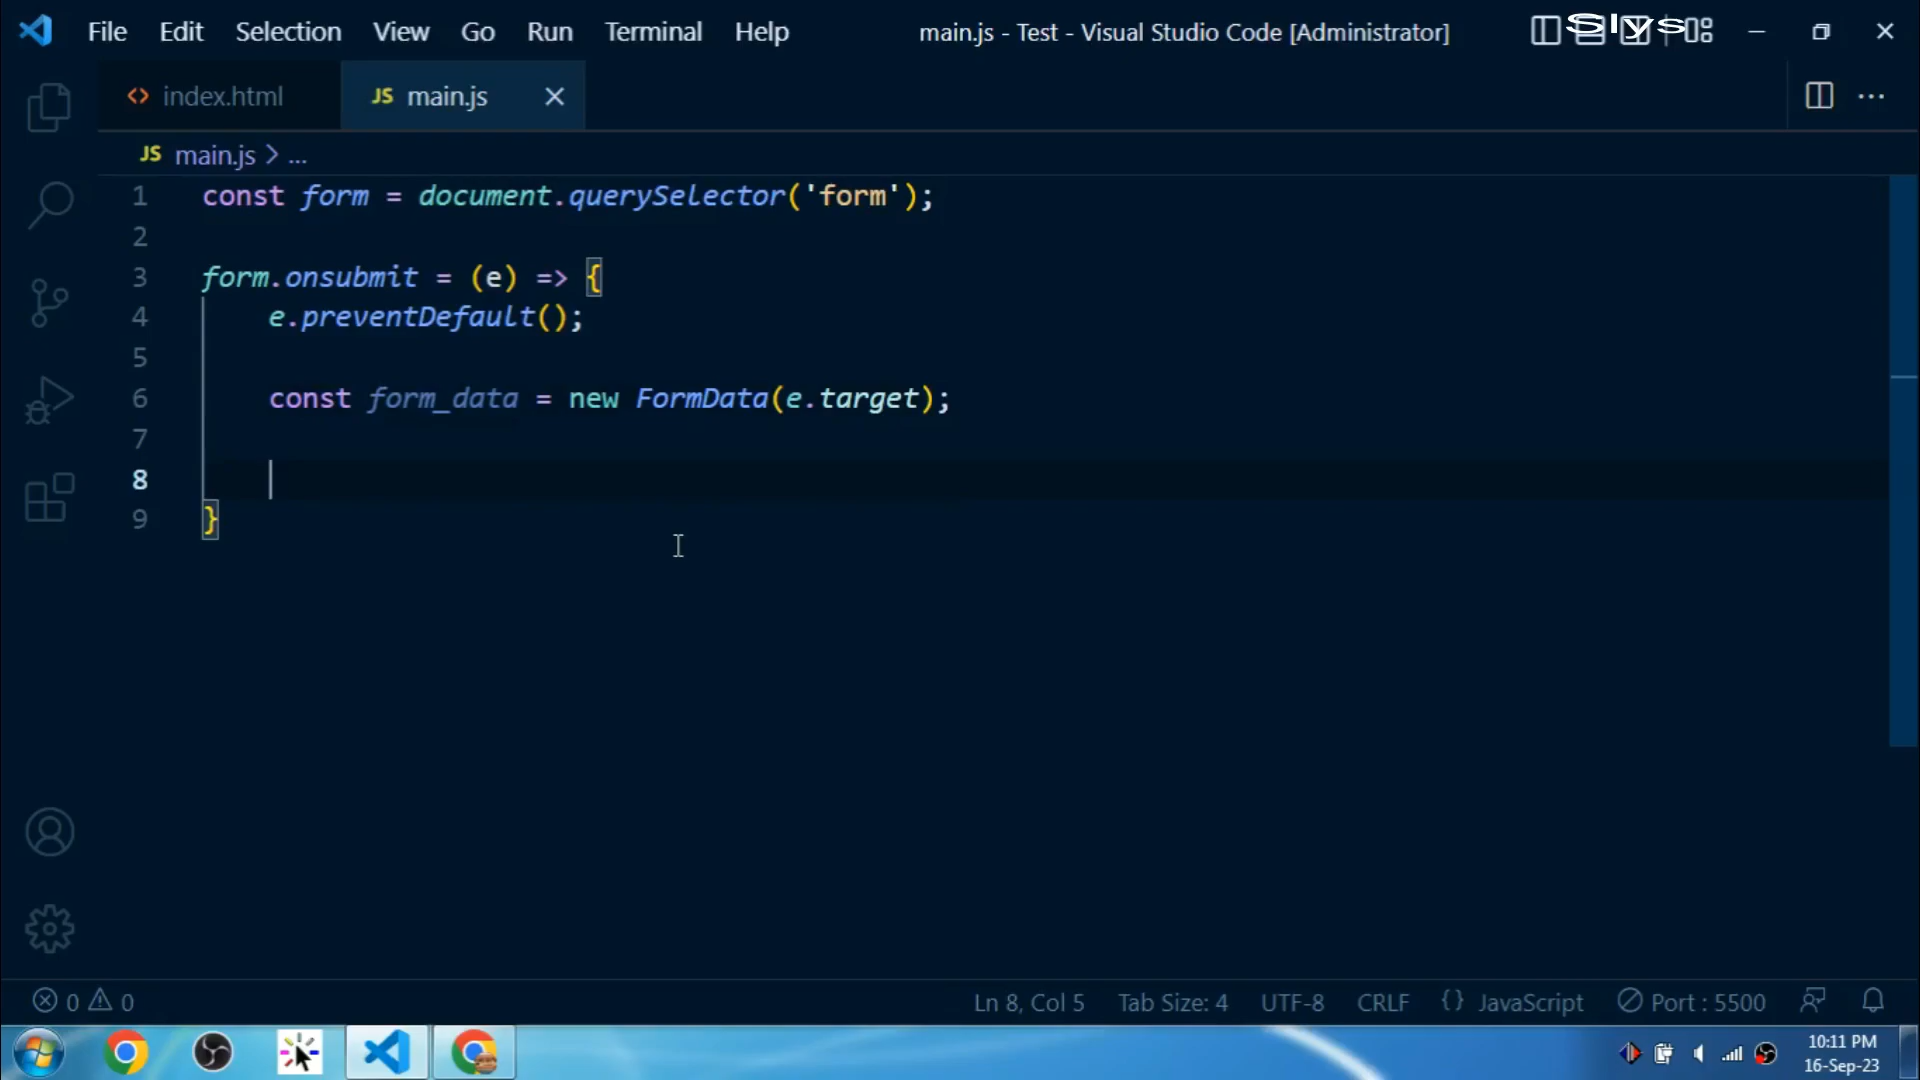 File Edit Selection View Go Run Terminal Help main.js - Test - Visual Studio Code [Administrator] Slys
index.html JS main.js
JS main.js > ...
1 const form = document.querySelector('form');
2
3 form.onsubmit = (e) => {
4 e.preventDefault();
5
6 const form_data = new FormData(e.target);
7
8
9 }
0 0 Ln 8, Col 5 Tab Size: 4 UTF-8 CRLF {} JavaScript Port : 5500
10:11 PM
16-Sep-23